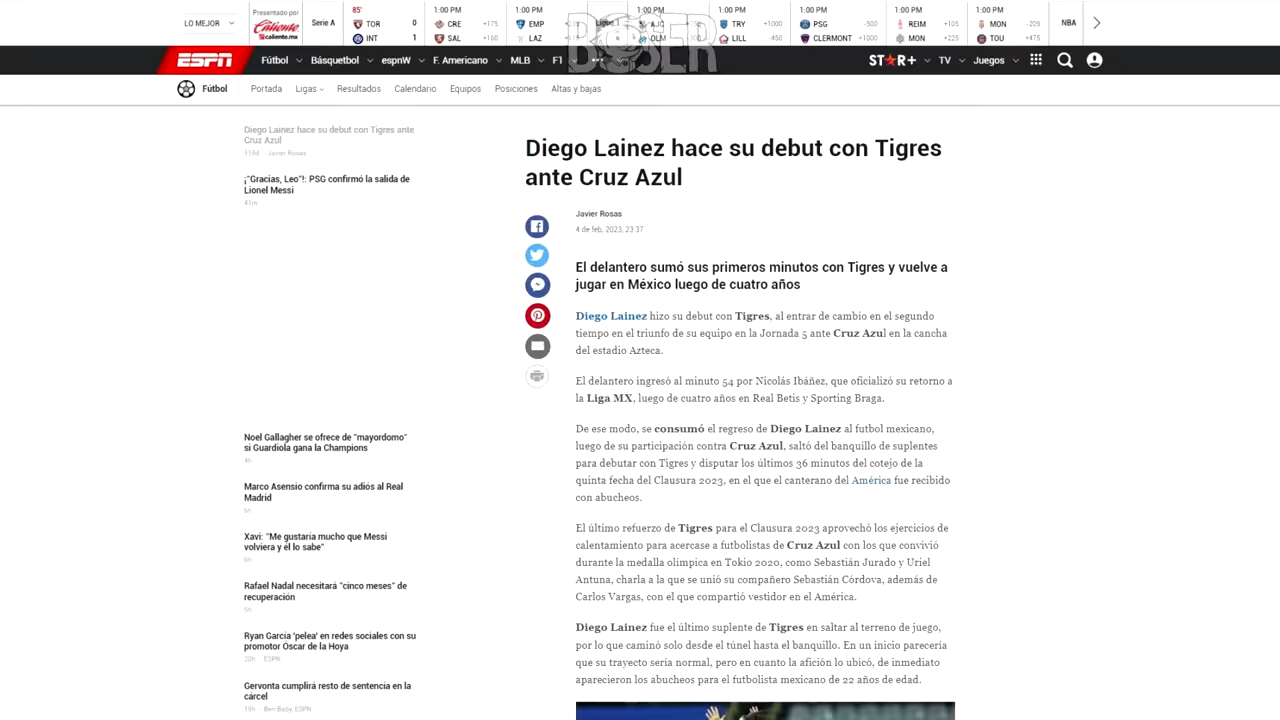 LO MEJOR
Presentado por
Caliente
caliente.mx
Serie A
85'
TOR 0
INT 1
1:00 PM
CRE +175
SAL +160
1:00 PM
EMP
LAZ
Ligue 1
1:00 PM
AJC
OLM
1:00 PM
TRY +1000
LILL -450
1:00 PM
PSG -500
CLERMONT +1000
1:00 PM
REIM +105
MON +225
1:00 PM
MON -209
TOU +475
NBA
BOSER
ESPN
Fútbol Básquetbol espnW F. Americano MLB F1 STAR+ TV Juegos
Fútbol Portada Ligas Resultados Calendario Equipos Posiciones Altas y bajas
Diego Lainez hace su debut con Tigres ante
Cruz Azul
119d · Javier Rosas
¡"Gracias, Leo"!: PSG confirmó la salida de
Lionel Messi
41m
Noel Gallagher se ofrece de "mayordomo"
si Guardiola gana la Champions
4h
Marco Asensio confirma su adiós al Real
Madrid
6h
Xavi: "Me gustaría mucho que Messi
volviera y él lo sabe"
6h
Rafael Nadal necesitará "cinco meses" de
recuperación
5h
Ryan García 'pelea' en redes sociales con su
promotor Óscar de la Hoya
20h · ESPN
Gervonta cumplirá resto de sentencia en la
cárcel
19h · Ben Baby, ESPN
Diego Lainez hace su debut con Tigres
ante Cruz Azul
Javier Rosas
4 de feb, 2023, 23:37
El delantero sumó sus primeros minutos con Tigres y vuelve a
jugar en México luego de cuatro años
Diego Lainez hizo su debut con Tigres, al entrar de cambio en el segundo
tiempo en el triunfo de su equipo en la Jornada 5 ante Cruz Azul en la cancha
del estadio Azteca.
El delantero ingresó al minuto 54 por Nicolás Ibáñez, que oficializó su retorno a
la Liga MX, luego de cuatro años en Real Betis y Sporting Braga.
De ese modo, se consumó el regreso de Diego Lainez al futbol mexicano,
luego de su participación contra Cruz Azul, saltó del banquillo de suplentes
para debutar con Tigres y disputar los últimos 36 minutos del cotejo de la
quinta fecha del Clausura 2023, en el que el canterano del América fue recibido
con abucheos.
El último refuerzo de Tigres para el Clausura 2023 aprovechó los ejercicios de
calentamiento para acercase a futbolistas de Cruz Azul con los que convivió
durante la medalla olímpica en Tokio 2020, como Sebastián Jurado y Uriel
Antuna, charla a la que se unió su compañero Sebastián Córdova, además de
Carlos Vargas, con el que compartió vestidor en el América.
Diego Lainez fue el último suplente de Tigres en saltar al terreno de juego,
por lo que caminó solo desde el túnel hasta el banquillo. En un inicio parecería
que su trayecto sería normal, pero en cuanto la afición lo ubicó, de inmediato
aparecieron los abucheos para el futbolista mexicano de 22 años de edad.